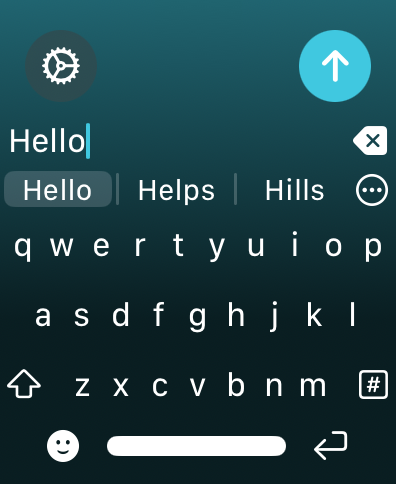 Hello
Hello Helps Hills
q w e r t y u i o p
a s d f g h j k l
z x c v b n m #